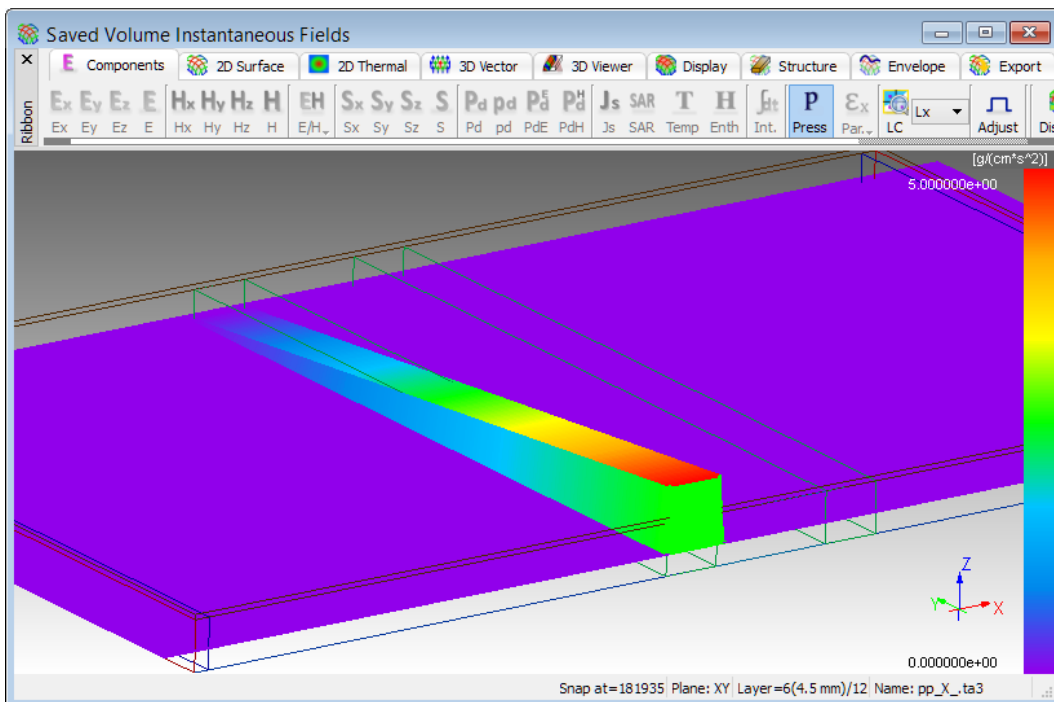 Saved Volume Instantaneous Fields
Ribbon
E Components 2D Surface 2D Thermal 3D Vector 3D Viewer Display Structure Envelope Export
Ex Ey Ez E Hx Hy Hz H EH Sx Sy Sz S Pd pd PdE PdH Js SAR T H ∫dt P εx Lx
Ex Ey Ez E Hx Hy Hz H E/H Sx Sy Sz S Pd pd PdE PdH Js SAR Temp Enth Int. Press Par. LC Adjust Dis
[g/(cm*s^2)]
5.000000e+00
Z
Y X
0.000000e+00
Snap at=181935 Plane: XY Layer=6(4.5 mm)/12 Name: pp_X_.ta3